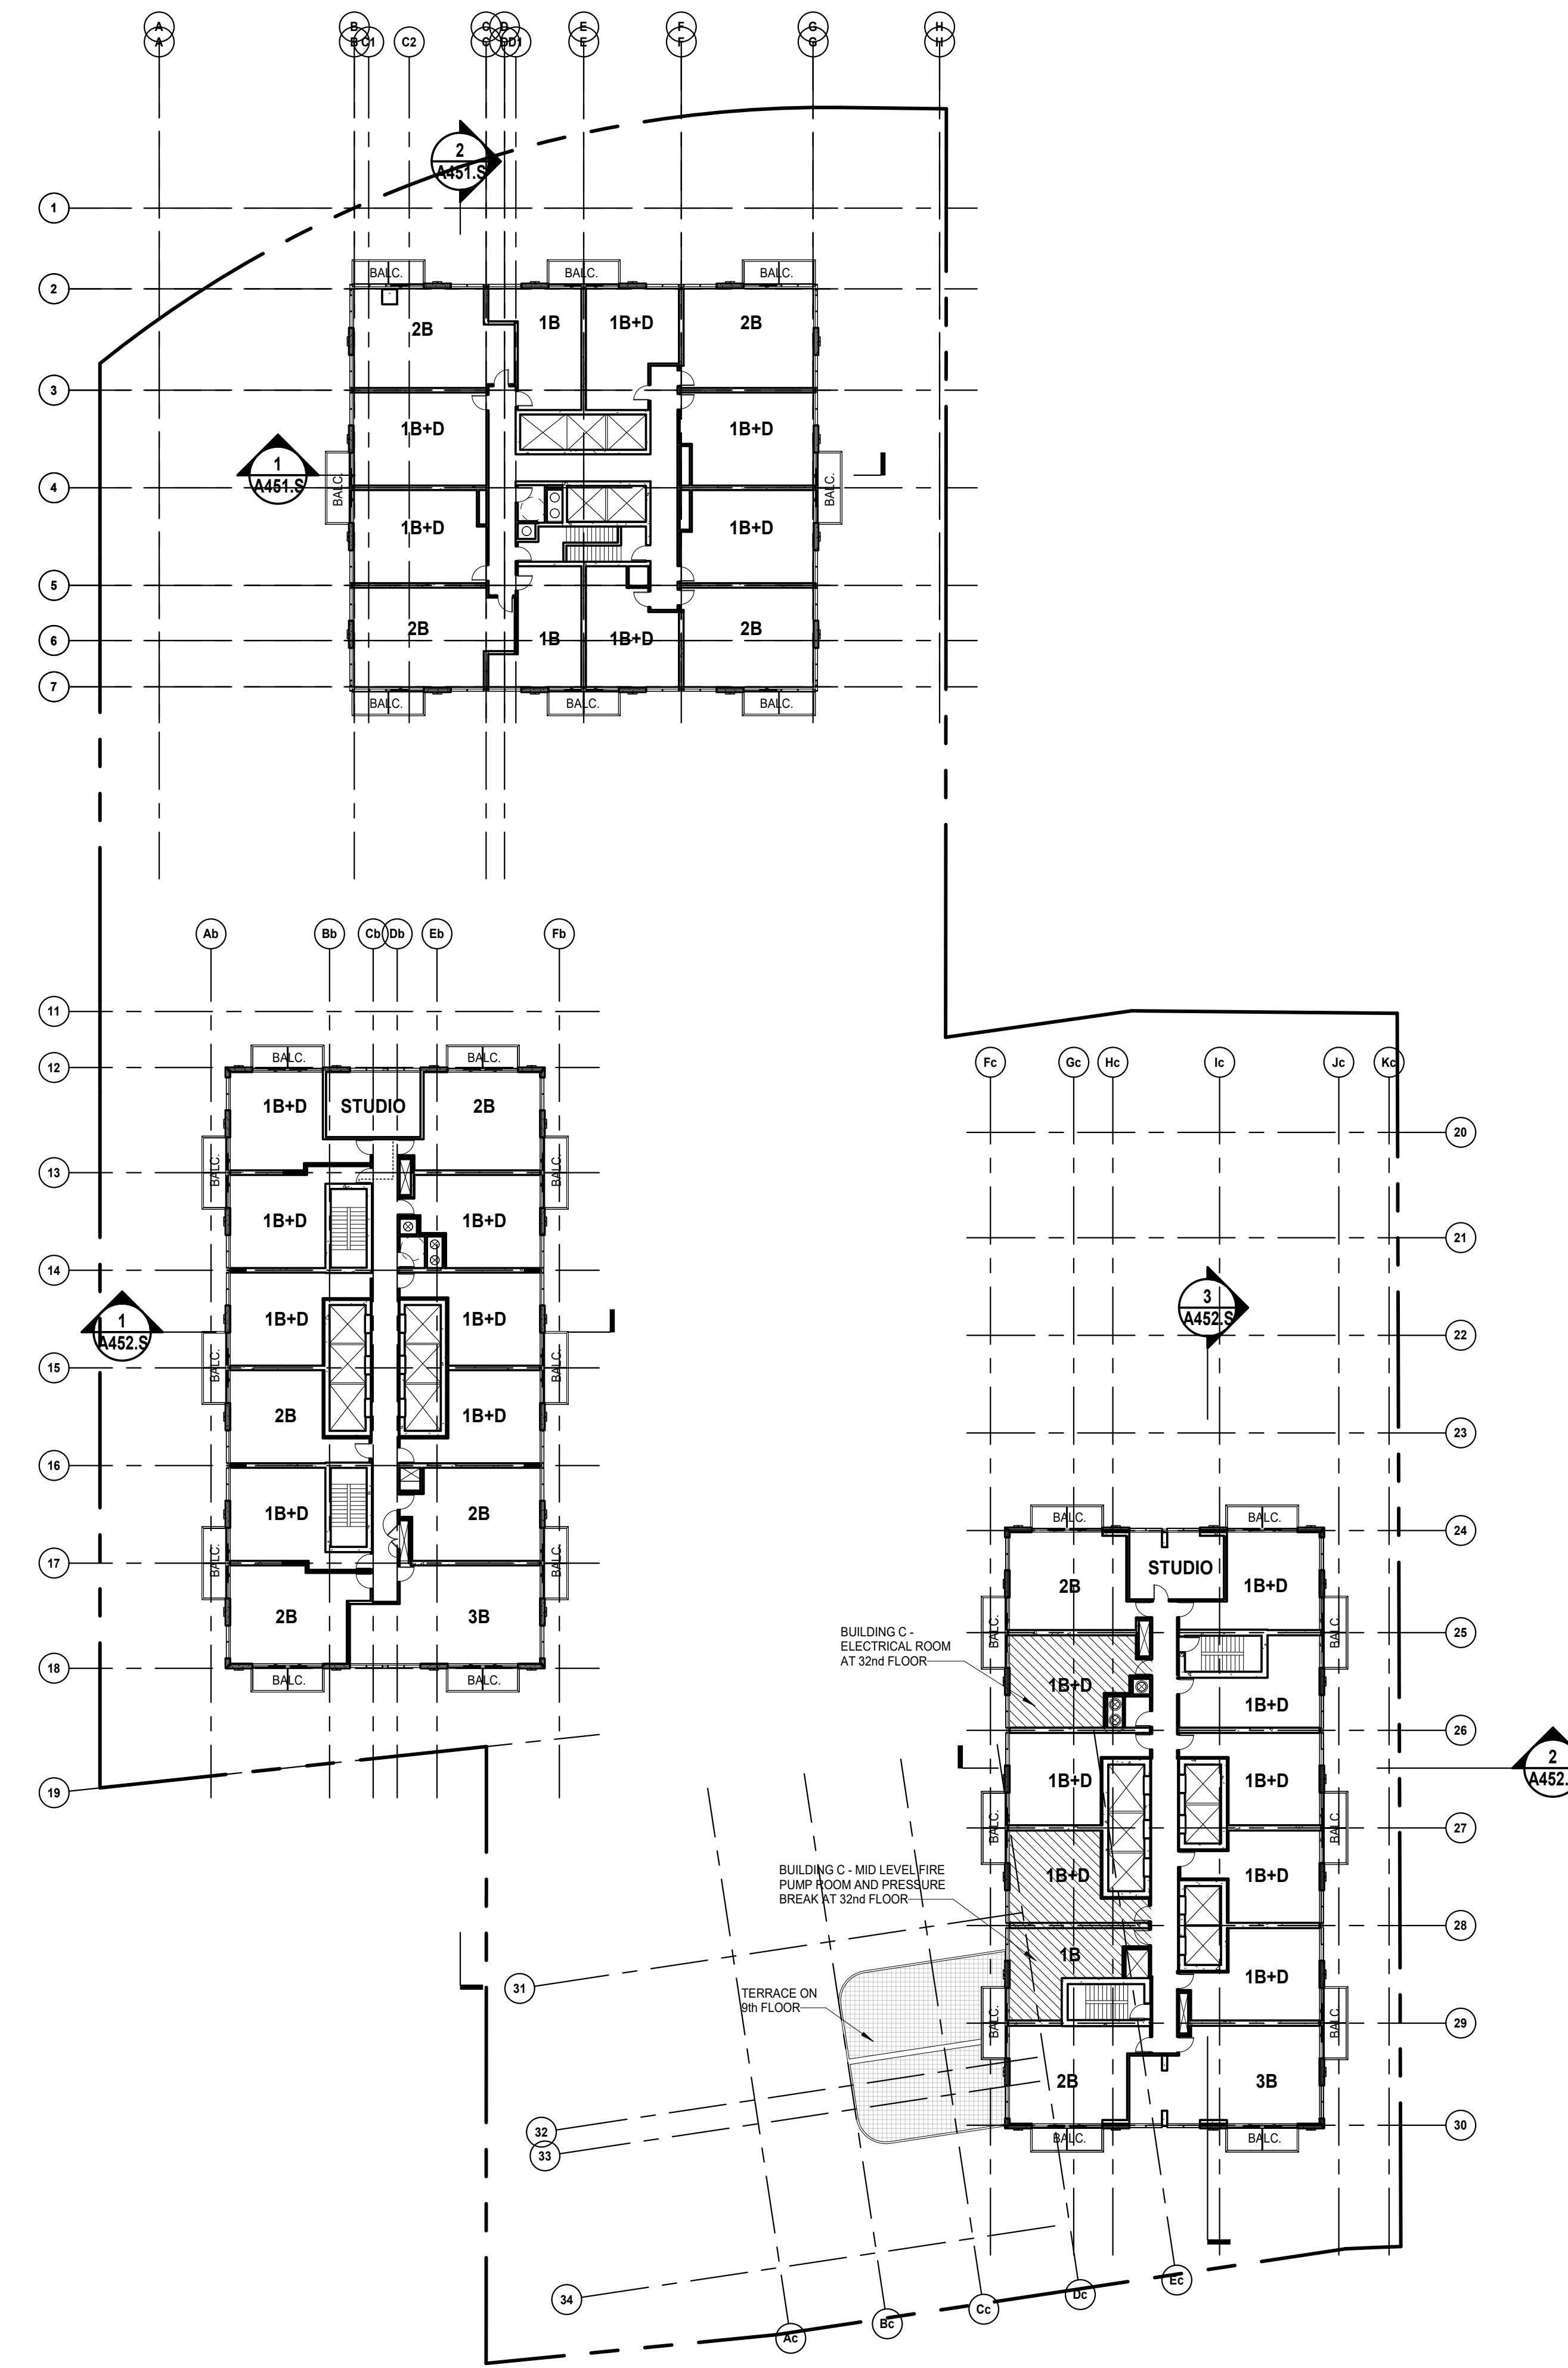 A B C D E F G H
A B C1 C2 C D D1 E F G H
2
A451.S
1
2
BALC. BALC. BALC.
2B 1B 1B+D 2B
3
1B+D 1B+D
1
A451.S
BALC. BALC.
4
1B+D 1B+D
5
2B 1B 1B+D 2B
6
7
BALC. BALC. BALC.
Ab Bb Cb Db Eb Fb
11
12
BALC. BALC.
1B+D STUDIO 2B
13
BALC. BALC.
1B+D 1B+D
14
1B+D 1B+D
1
A452.S
15
BALC. BALC.
2B 1B+D
16
1B+D 2B
17
BALC. BALC.
2B 3B
18
BALC. BALC.
19
Fc Gc Hc Ic Jc Kc
20
21
3
A452.S
22
23
24
BALC. BALC.
2B STUDIO 1B+D
25
BALC. BALC.
BUILDING C -
ELECTRICAL ROOM
AT 32nd FLOOR
1B+D 1B+D
26
2
A452.
1B+D 1B+D
27
BALC. BALC.
BUILDING C - MID LEVEL FIRE
PUMP ROOM AND PRESSURE
BREAK AT 32nd FLOOR
1B+D 1B+D
28
1B 1B+D
31
TERRACE ON
9th FLOOR
BALC. BALC.
29
2B 3B
32
33
30
BALC. BALC.
34
Ac Bc Cc Dc Ec